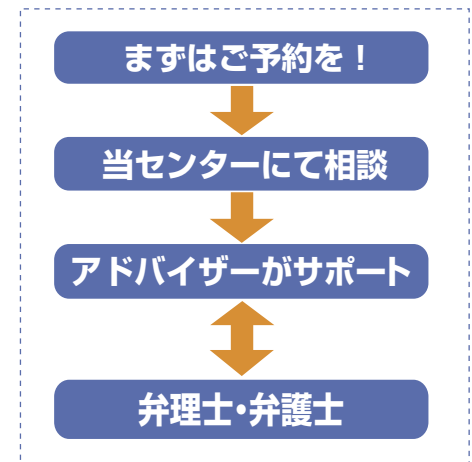 まずはご予約を！
当センターにて相談
アドバイザーがサポート
弁理士・弁護士